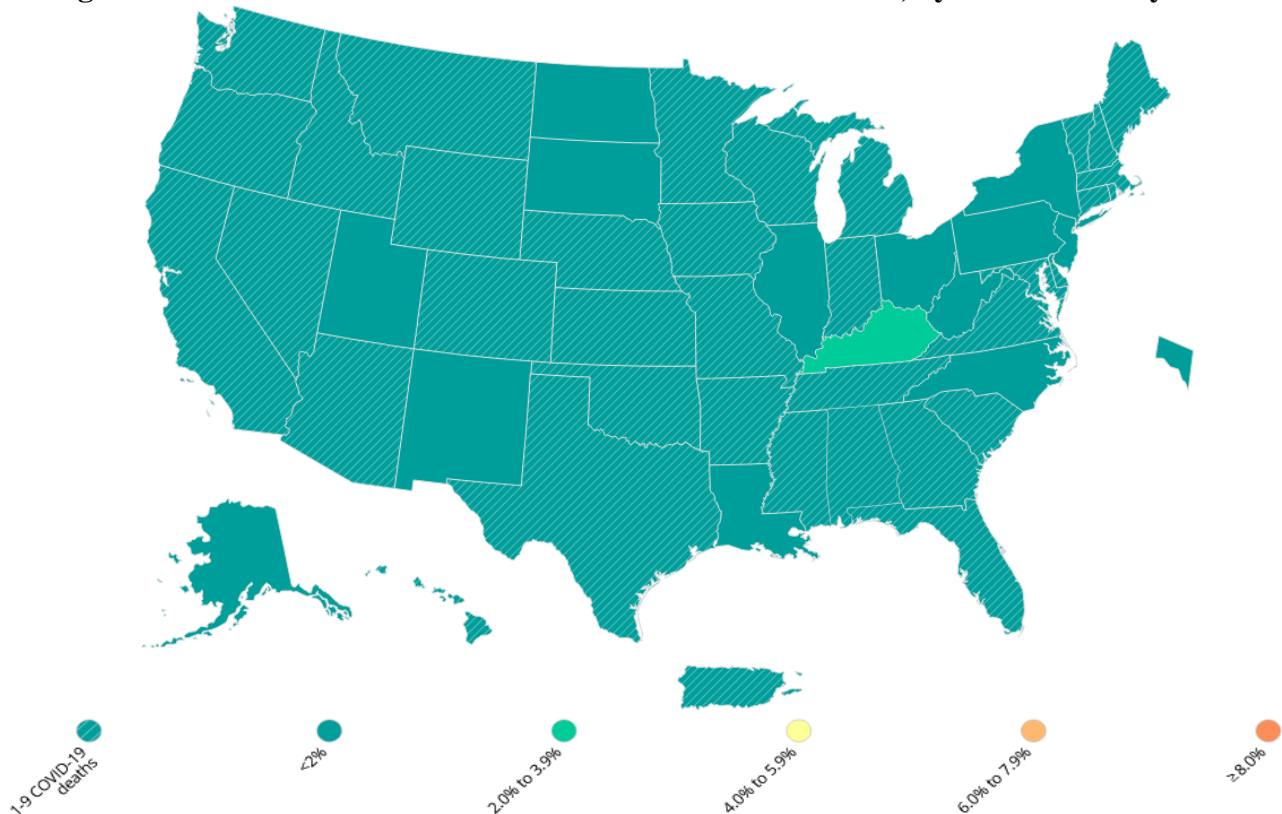 1-9 COVID-19
deaths
<2%
2.0% to 3.9%
4.0% to 5.9%
6.0% to 7.9%
≥8.0%